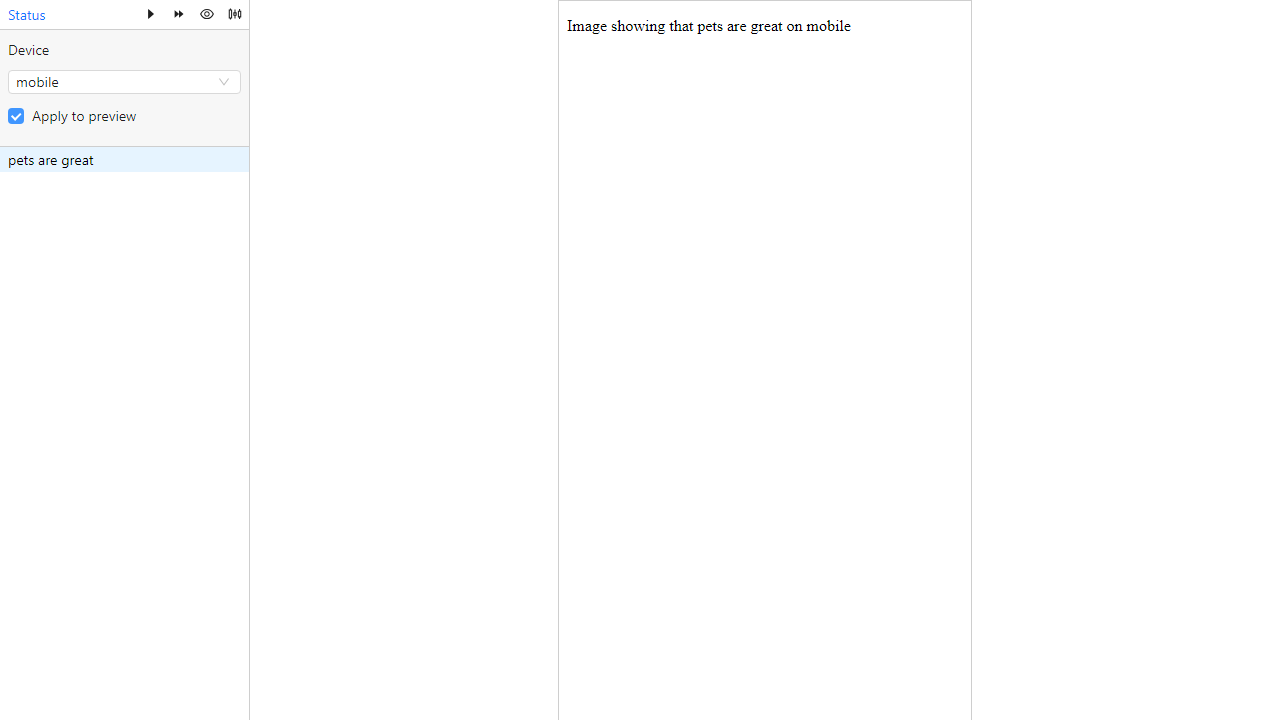 Status
Device
mobile
Apply to preview
pets are great
Image showing that pets are great on mobile